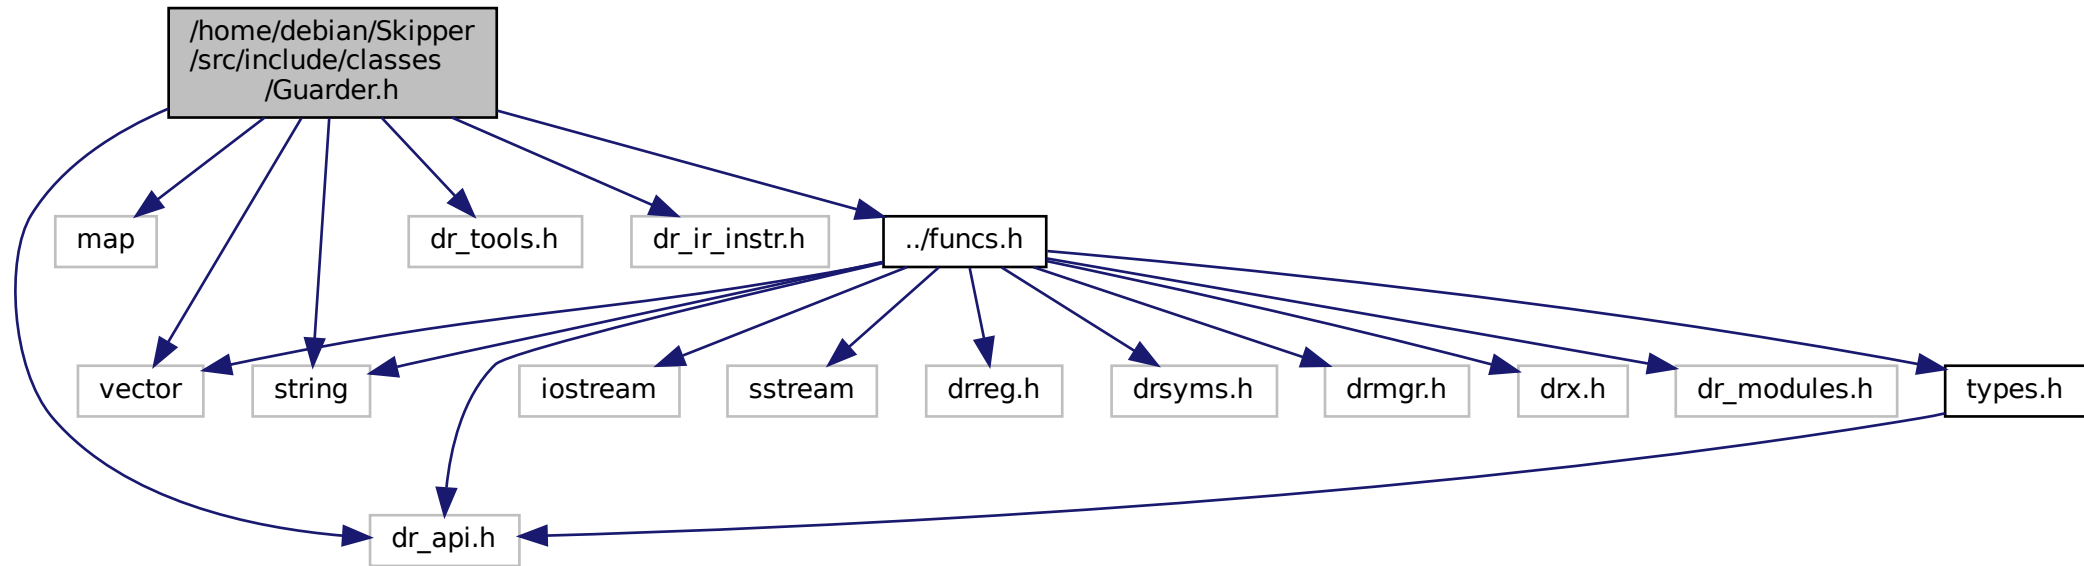 /home/debian/Skipper
/src/include/classes
/Guarder.h
map
dr_tools.h
dr_ir_instr.h
../funcs.h
vector
string
iostream
sstream
drreg.h
drsyms.h
drmgr.h
drx.h
dr_modules.h
types.h
dr_api.h